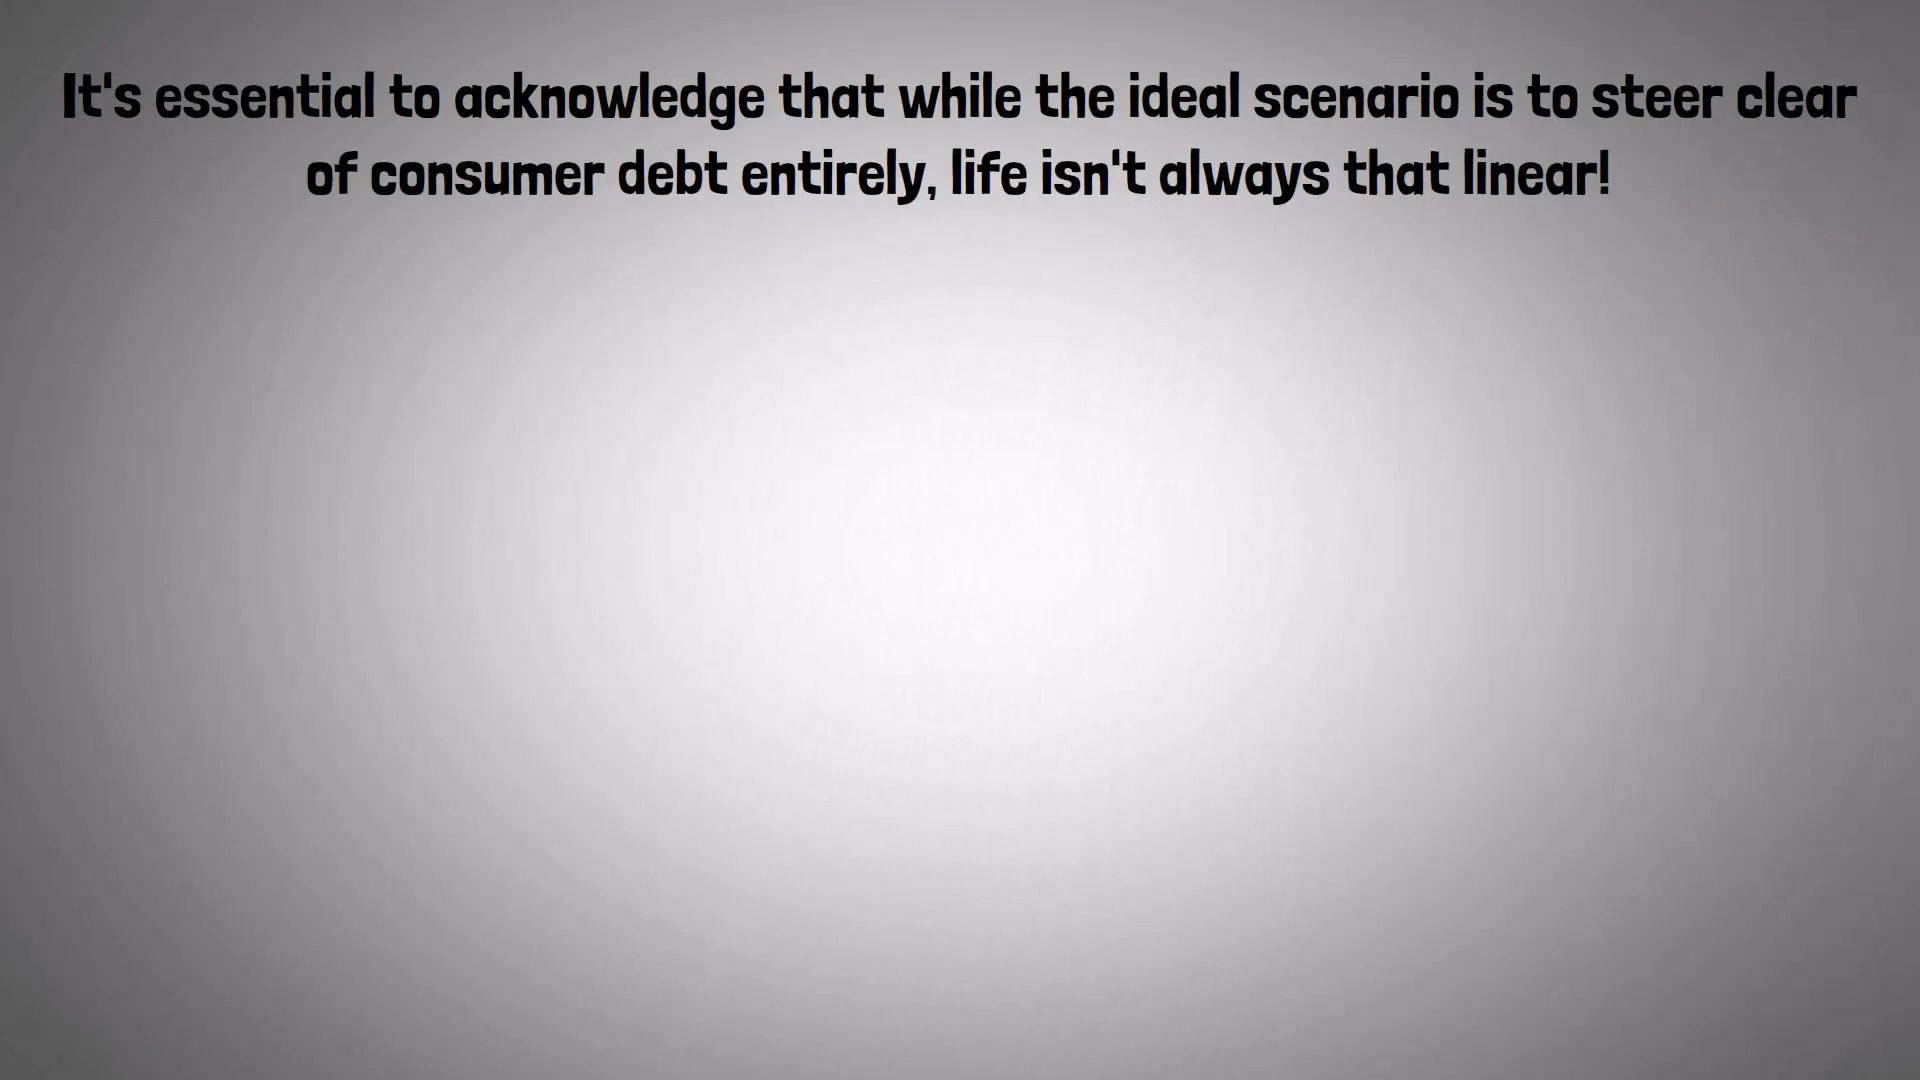 It's essential to acknowledge that while the ideal scenario is to steer clear
of consumer debt entirely, life isn't always that linear!